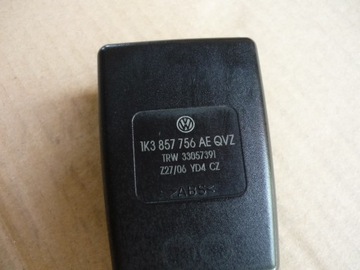 1K3 857 756 AE QVZ
TRW 33057391
Z27/06 YD4 CZ
>ABS<